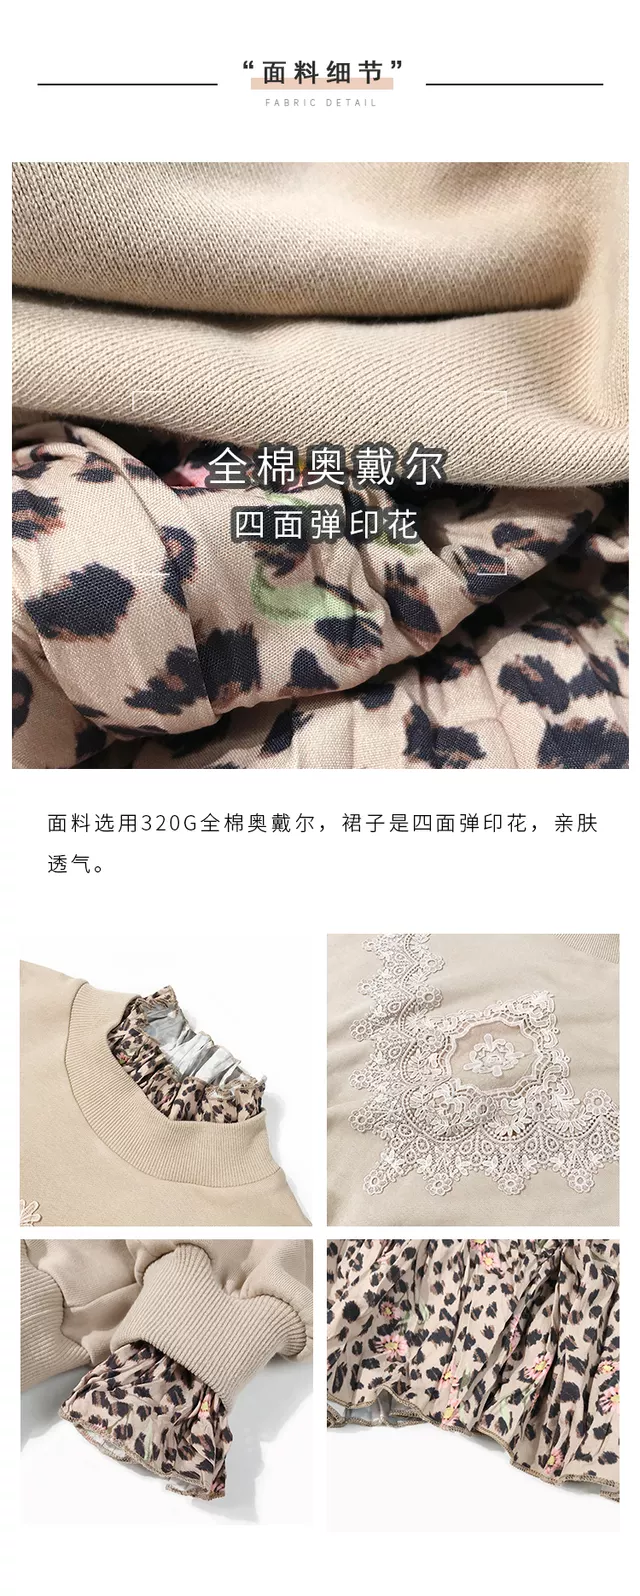 “面料细节”
FABRIC DETAIL
全棉奥戴尔
四面弹印花
面料选用320G全棉奥戴尔，裙子是四面弹印花，亲肤
透气。